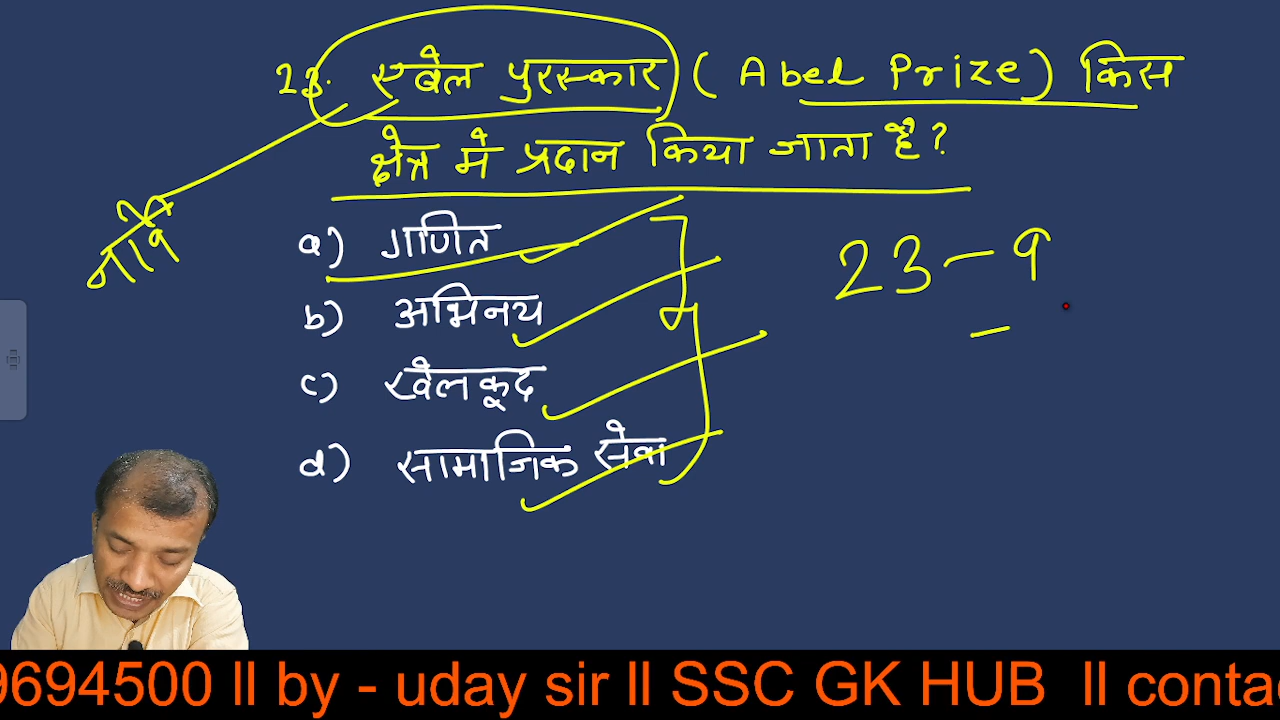 23. एबेल पुरस्कार ( Abel Prize ) किस
क्षेत्र मे प्रदान किया जाता है?
a) गणित
b) अभिनय
c) खेलकूद
d) सामाजिक सेवा
23 – 9
9694500 ll by - uday sir ll SSC GK HUB ll conta